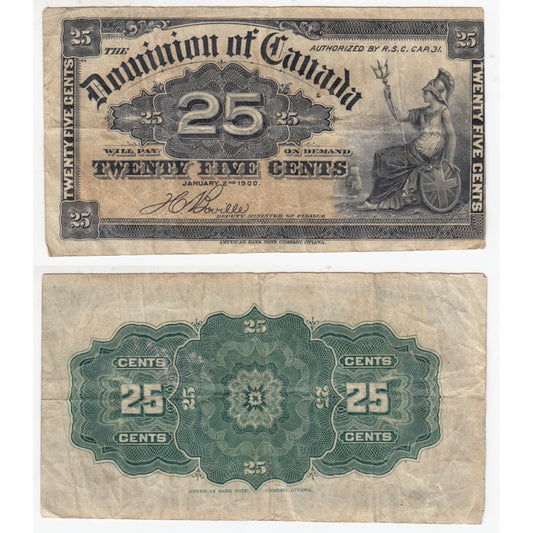 25
25
THE
Dominion of Canada
AUTHORIZED BY R.S.C. CAP. 31.
TWENTY FIVE CENTS
TWENTY FIVE CENTS
25
25
25
WILL PAY
ON DEMAND
TWENTY FIVE CENTS
JANUARY 2ND 1900.
J C Saville
DEPUTY MINISTER OF FINANCE
25
25
AMERICAN BANK NOTE COMPANY, OTTAWA.
25
CENTS
CENTS
25
25
25
25
CENTS
CENTS
25
AMERICAN BANK NOTE COMPANY, OTTAWA.